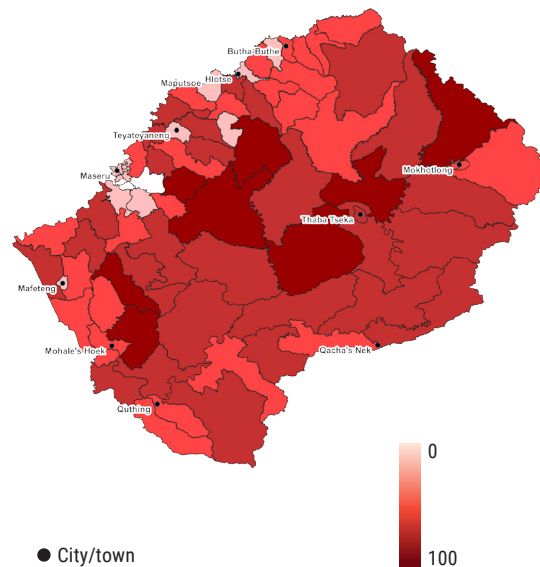 Butha-Buthe
Hlotse
Maputsoe
Teyateyaneng
Maseru
Mokhotlong
Thaba Tseka
Mafeteng
Mohale's Hoek
Qacha's Nek
Quthing
0
100
City/town